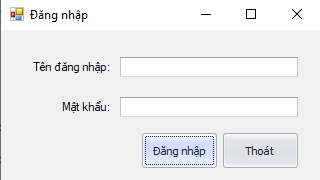 Đăng nhập
Tên đăng nhập:
Mật khẩu:
Đăng nhập
Thoát